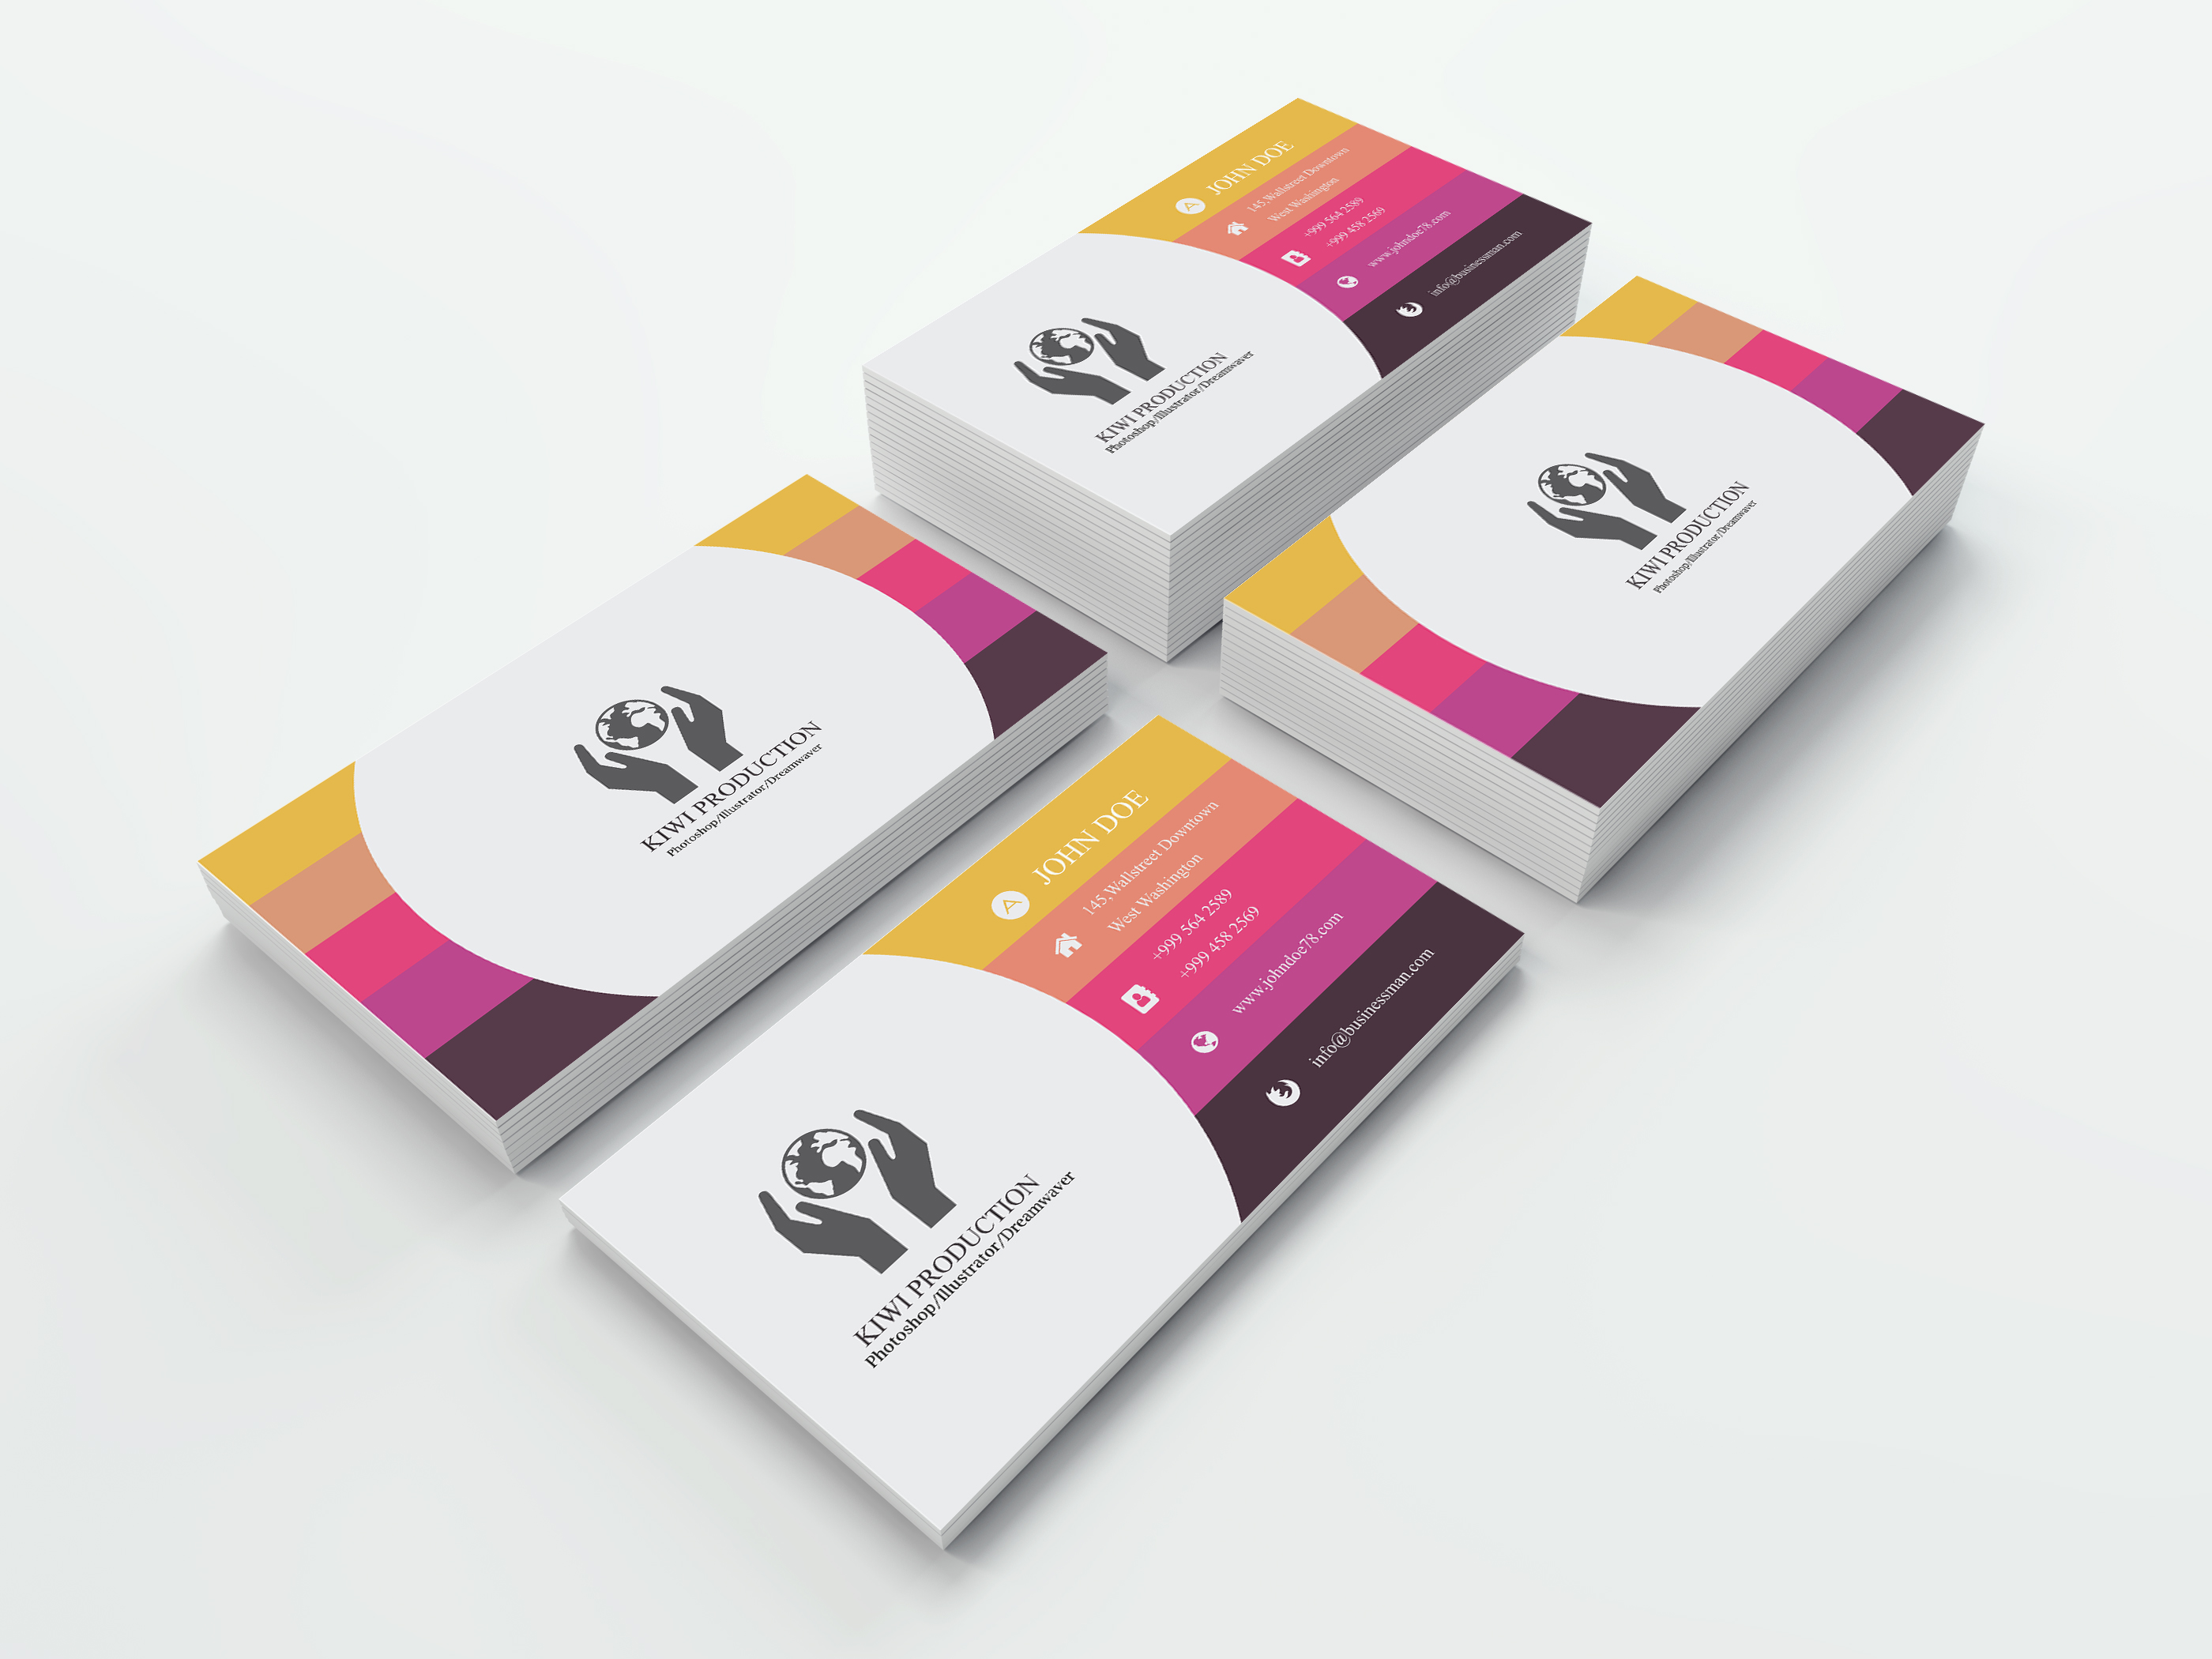 JOHN DOE
145,Wallstreet Downtown
West Washington
+999 564 2589
+999 458 2569
www.johndoe78.com
info@businessman.com
KIWI PRODUCTION
Photoshop/Illustrator/Dreamwaver
KIWI PRODUCTION
Photoshop/Illustrator/Dreamwaver
KIWI PRODUCTION
Photoshop/Illustrator/Dreamwaver
A
JOHN DOE
145,Wallstreet Downtown
West Washington
+999 564 2589
+999 458 2569
www.johndoe78.com
info@businessman.com
KIWI PRODUCTION
Photoshop/Illustrator/Dreamwaver